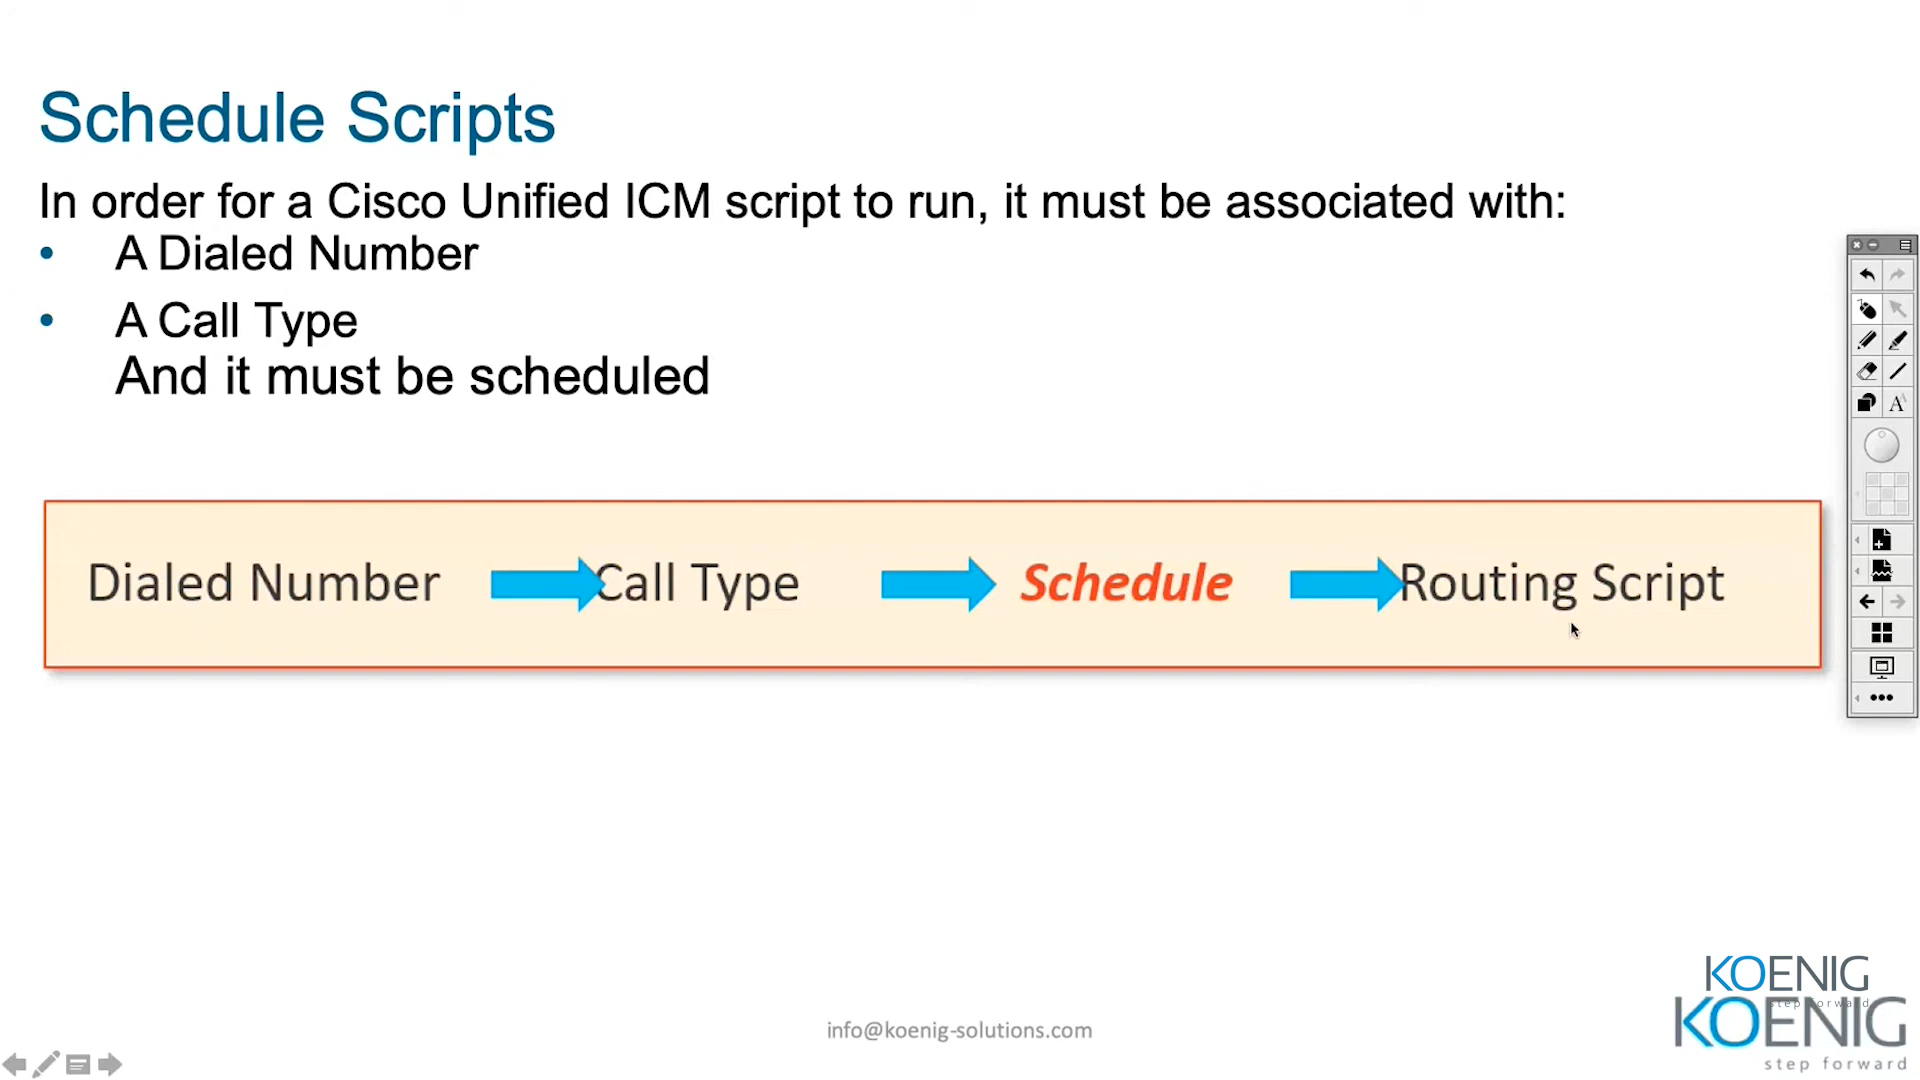 Schedule Scripts
In order for a Cisco Unified ICM script to run, it must be associated with:
• A Dialed Number
• A Call Type
And it must be scheduled
Dialed Number Call Type Schedule Routing Script
KOENIG
step forward
KOENIG
step forward
info@koenig-solutions.com